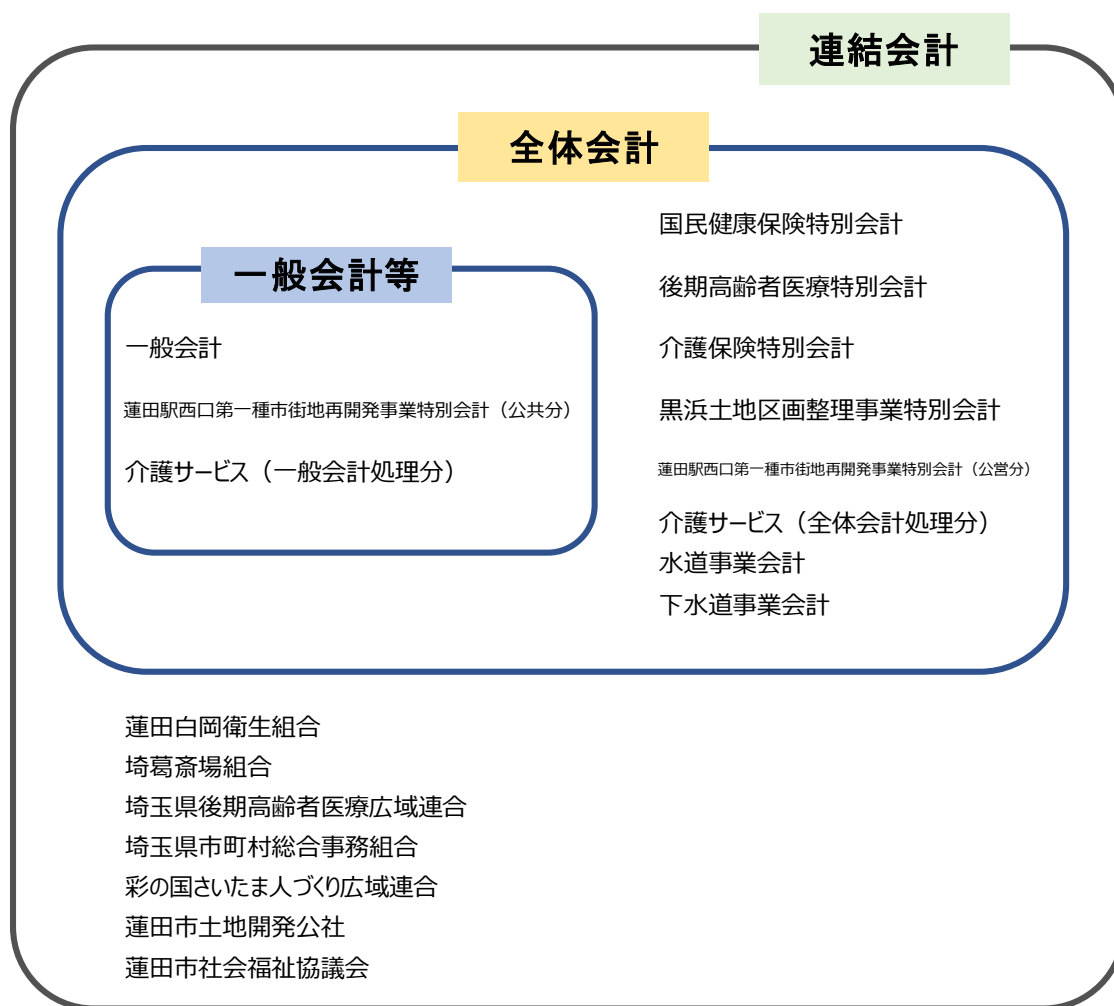 連結会計
全体会計
一般会計等
一般会計
蓮田駅西口第一種市街地再開発事業特別会計（公共分）
介護サービス（一般会計処理分）
国民健康保険特別会計
後期高齢者医療特別会計
介護保険特別会計
黒浜土地区画整理事業特別会計
蓮田駅西口第一種市街地再開発事業特別会計（公営分）
介護サービス（全体会計処理分）
水道事業会計
下水道事業会計
蓮田白岡衛生組合
埼葛斎場組合
埼玉県後期高齢者医療広域連合
埼玉県市町村総合事務組合
彩の国さいたま人づくり広域連合
蓮田市土地開発公社
蓮田市社会福祉協議会